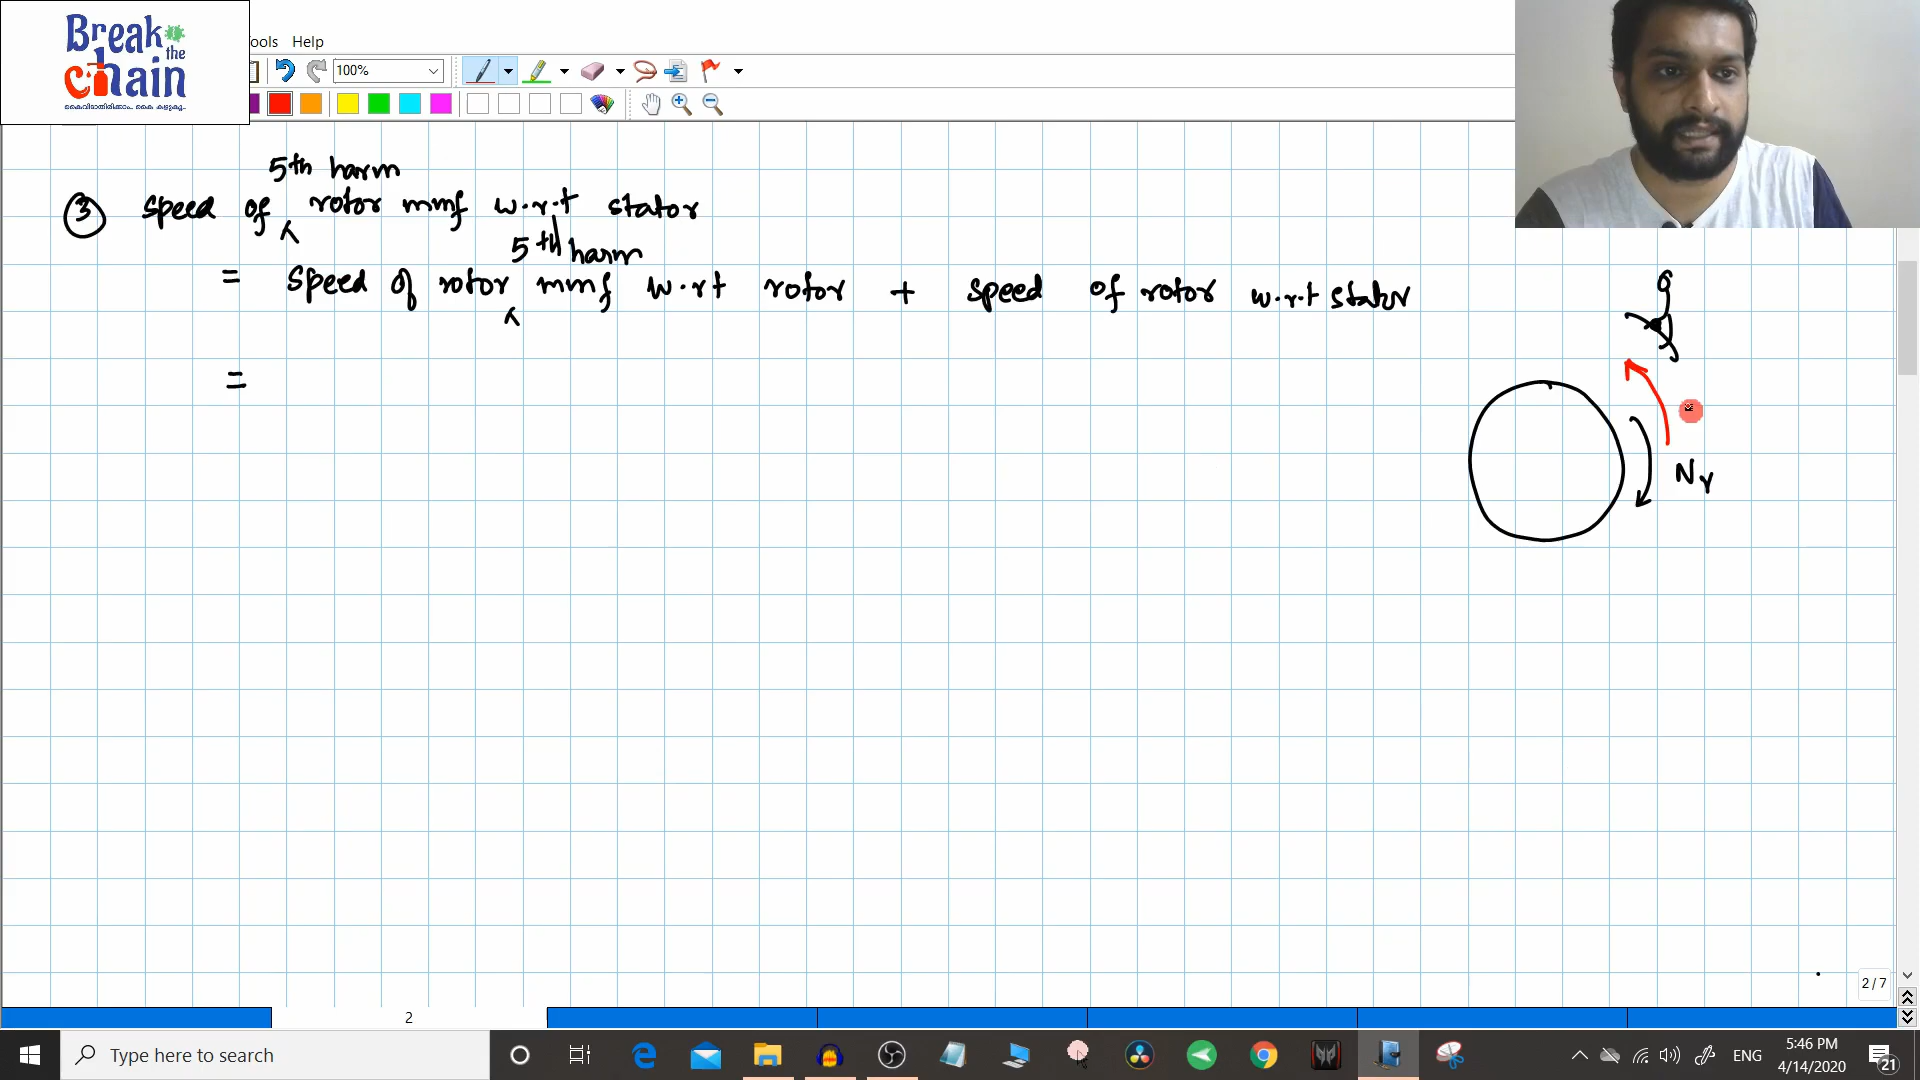 Break
the
chain
കൈവിടാതിരിക്കാം. കൈ കഴുകൂ..
Tools Help
100%
5th harm
③ speed of ∧ rotor mmf w.r.t stator
5th harm
= speed of rotor ∧ mmf w.r.t rotor + speed of rotor w.r.t stator
=
Nr
2 / 7
2
Type here to search
ENG
5:46 PM
4/14/2020
21